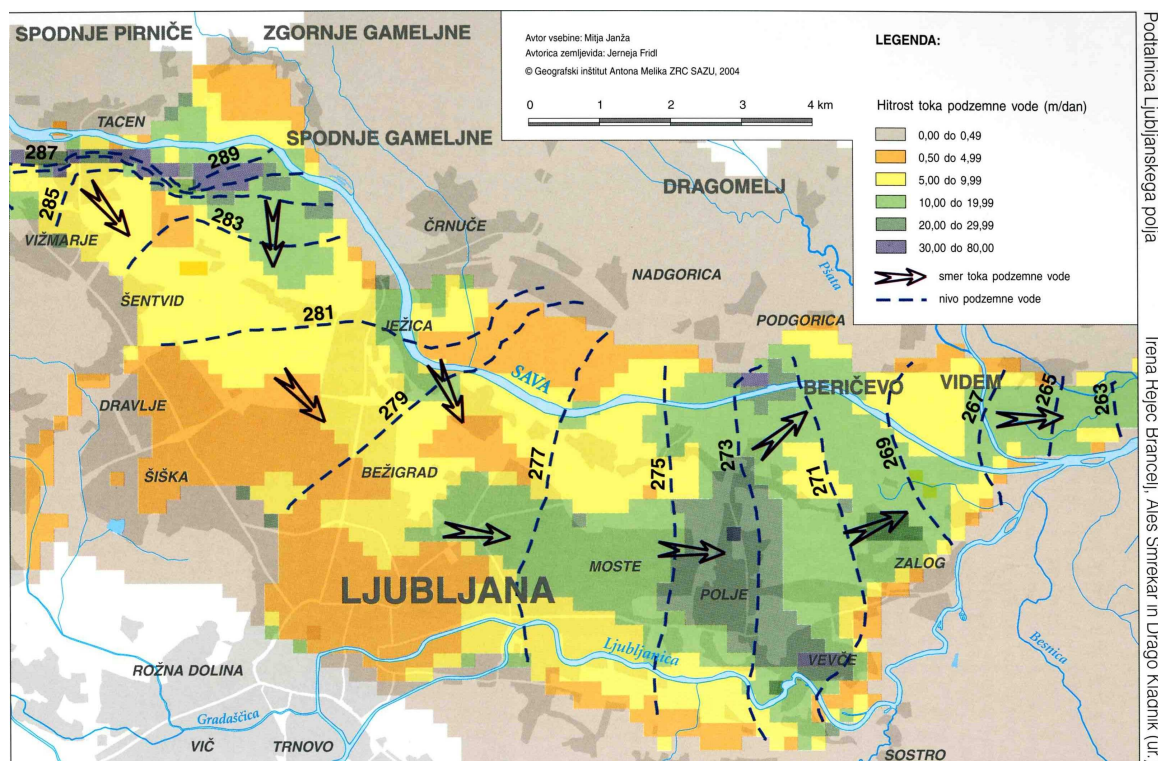 SPODNJE PIRNIČE
ZGORNJE GAMELJNE
Avtor vsebine: Mitja Janža
Avtorica zemljevida: Jerneja Fridl
© Geografski inštitut Antona Melika ZRC SAZU, 2004
0 1 2 3 4 km
LEGENDA:
Hitrost toka podzemne vode (m/dan)
0,00 do 0,49
0,50 do 4,99
5,00 do 9,99
10,00 do 19,99
20,00 do 29,99
30,00 do 80,00
smer toka podzemne vode
nivo podzemne vode
TACEN
SPODNJE GAMELJNE
287
289
285
283
DRAGOMELJ
ČRNUČE
VIŽMARJE
Pšata
NADGORICA
ŠENTVID
281
JEŽICA
PODGORICA
SAVA
BERIČEVO
VIDEM
265
263
267
DRAVLJE
279
ŠIŠKA
BEŽIGRAD
277
275
273
271
269
MOSTE
ZALOG
LJUBLJANA
POLJE
Ljubljanica
VEVČE
Besnica
ROŽNA DOLINA
Gradaščica
VIČ
TRNOVO
SOSTRO
Podtalnica Ljubljanskega polja
Irena Rejec Brancelj, Aleš Smrekar in Drago Kladnik (ur.